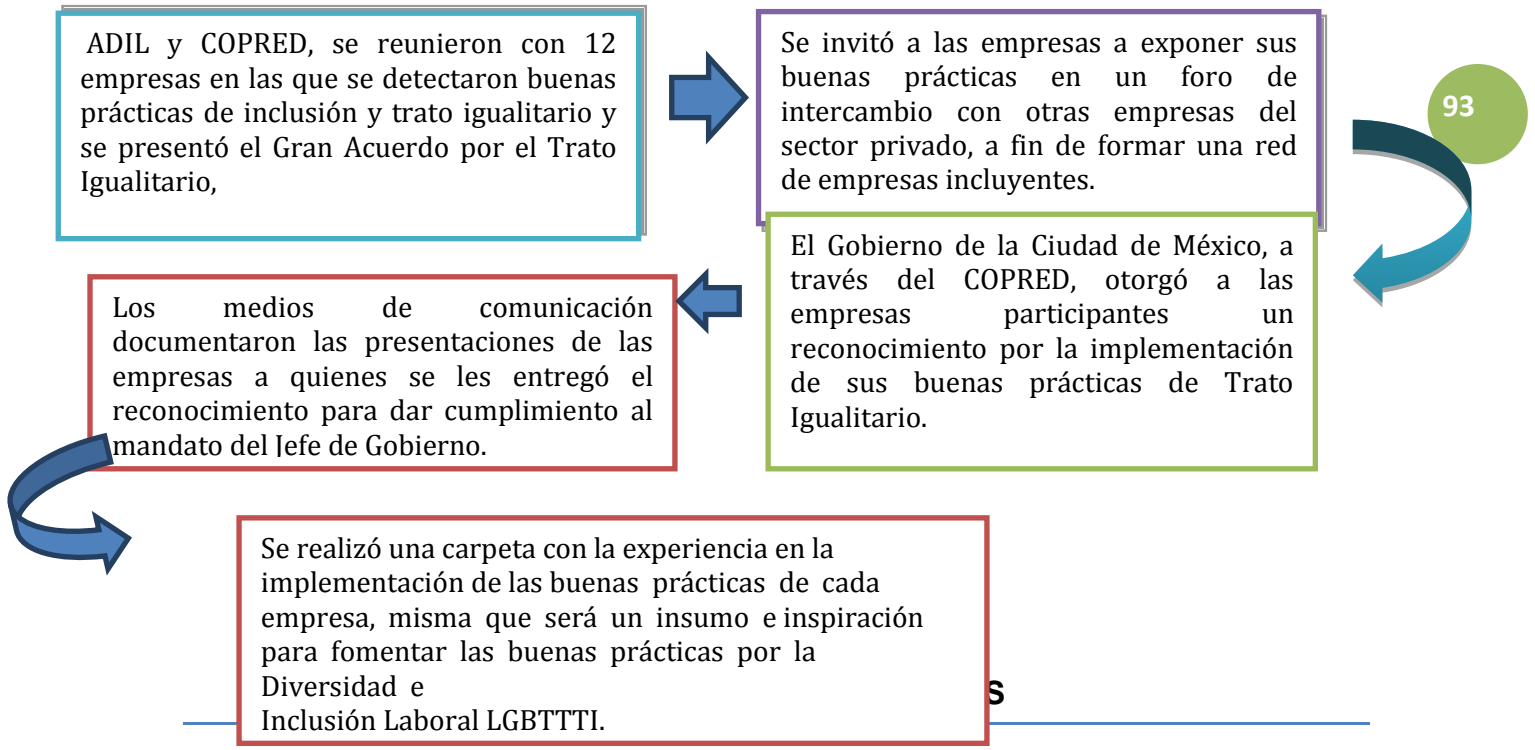 ADIL y COPRED, se reunieron con 12
empresas en las que se detectaron buenas
prácticas de inclusión y trato igualitario y
se presentó el Gran Acuerdo por el Trato
Igualitario,
Se invitó a las empresas a exponer sus
buenas prácticas en un foro de
intercambio con otras empresas del
sector privado, a fin de formar una red
de empresas incluyentes.
93
El Gobierno de la Ciudad de México, a
través del COPRED, otorgó a las
empresas participantes un
reconocimiento por la implementación
de sus buenas prácticas de Trato
Igualitario.
Los medios de comunicación
documentaron las presentaciones de las
empresas a quienes se les entregó el
reconocimiento para dar cumplimiento al
mandato del Jefe de Gobierno.
Se realizó una carpeta con la experiencia en la
implementación de las buenas prácticas de cada
empresa, misma que será un insumo e inspiración
para fomentar las buenas prácticas por la
Diversidad e
Inclusión Laboral LGBTTTI.